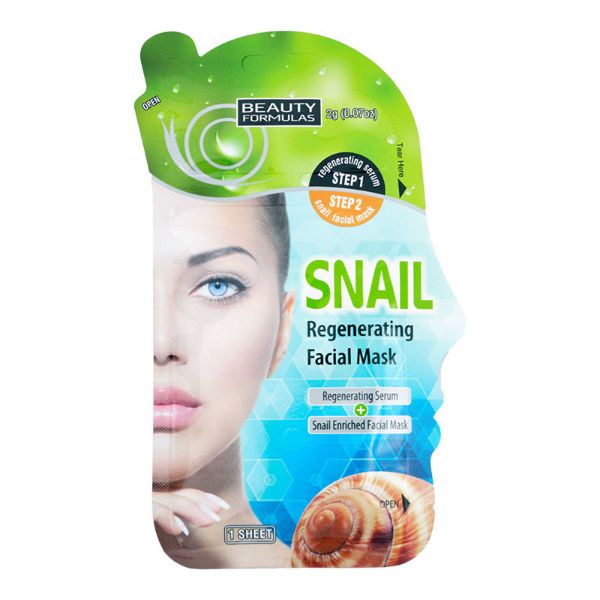 OPEN
BEAUTY
FORMULAS
2g (0.07oz)
Tear Here
regenerating serum
STEP 1
STEP 2
snail facial mask
SNAIL
Regenerating
Facial Mask
Regenerating Serum
+
Snail Enriched Facial Mask
OPEN
1 SHEET